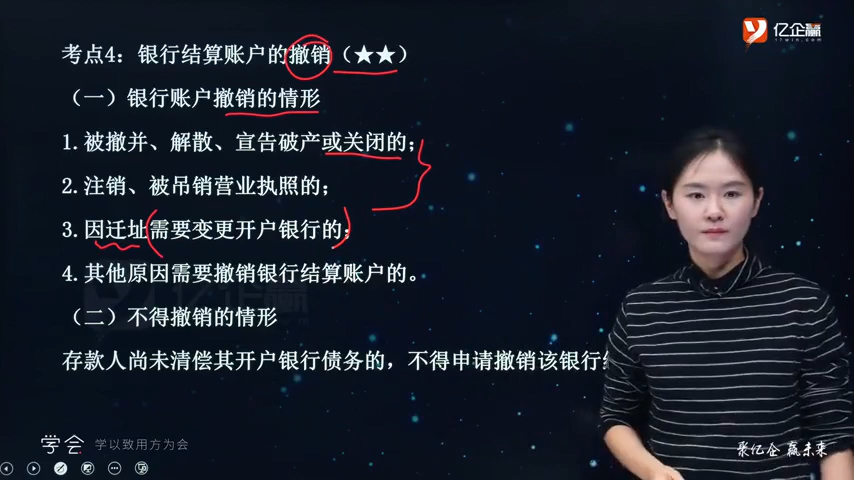 亿企赢
17win.com
考点4：银行结算账户的撤销（★★）
（一）银行账户撤销的情形
1.被撤并、解散、宣告破产或关闭的；
2.注销、被吊销营业执照的；
3.因迁址需要变更开户银行的；
4.其他原因需要撤销银行结算账户的。
（二）不得撤销的情形
存款人尚未清偿其开户银行债务的，不得申请撤销该银行
学会 学以致用方为会
聚亿企 赢未来